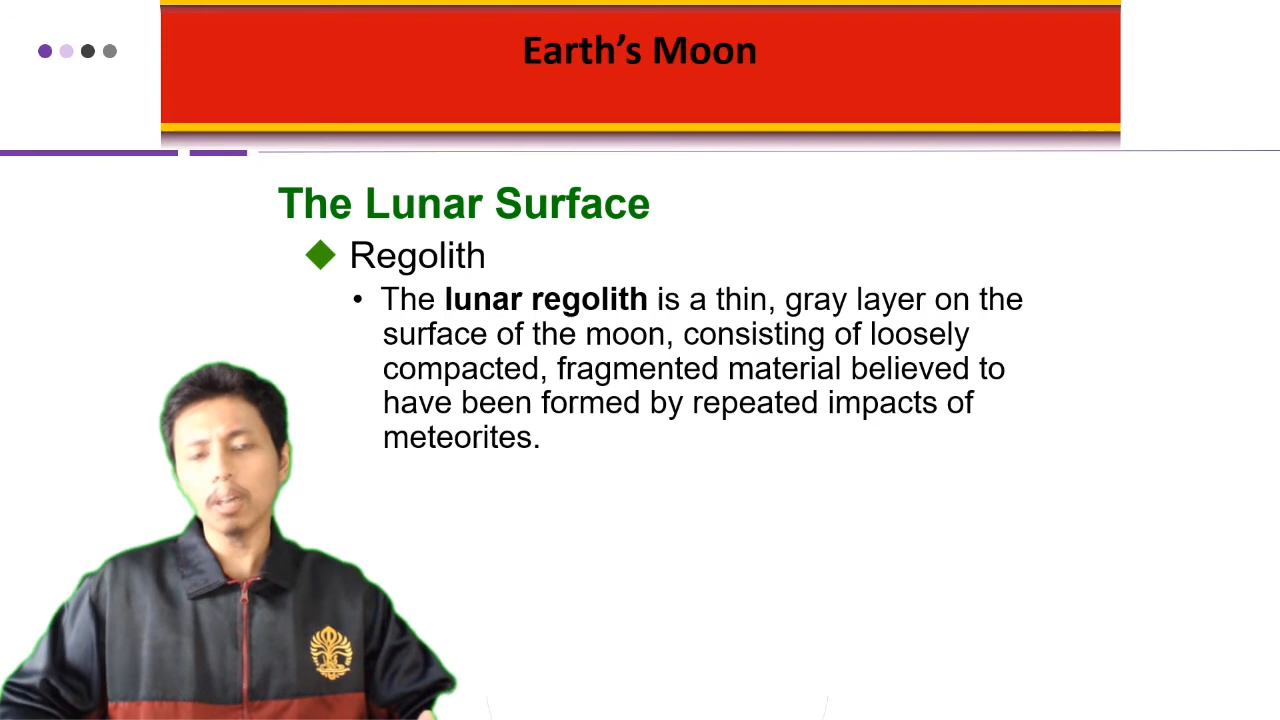 Earth’s Moon
The Lunar Surface
Regolith
• The lunar regolith is a thin, gray layer on the
surface of the moon, consisting of loosely
compacted, fragmented material believed to
have been formed by repeated impacts of
meteorites.